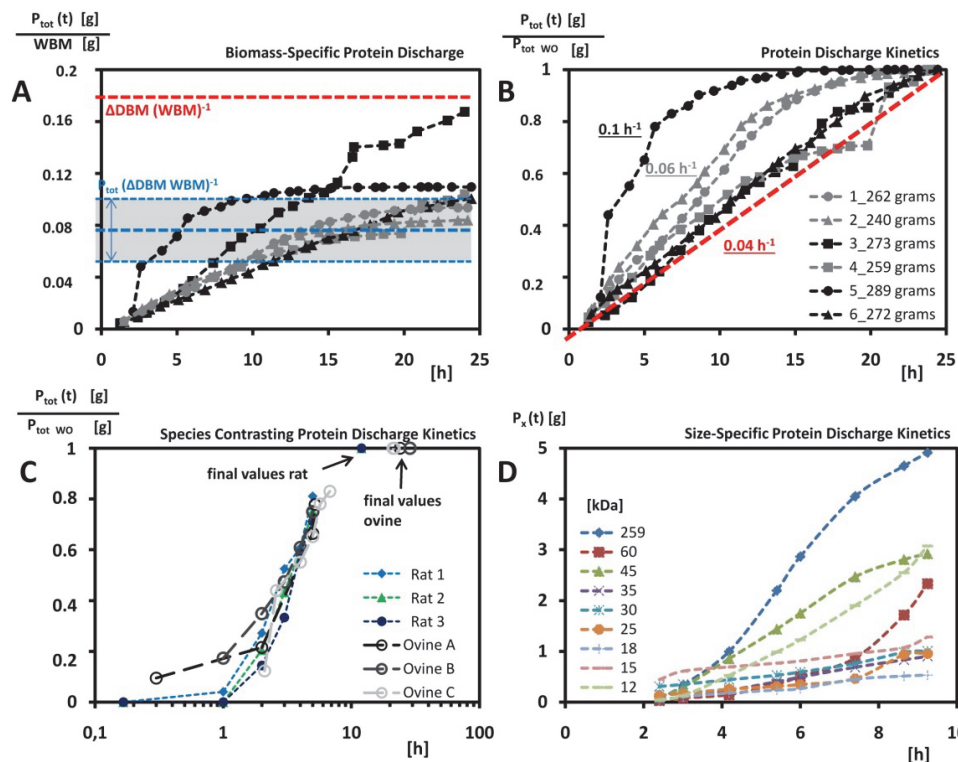 P_tot (t) [g]
WBM [g]
Biomass-Specific Protein Discharge
A
0.2
0.16
0.12
0.08
0.04
0
ΔDBM (WBM)⁻¹
P_tot (ΔDBM WBM)⁻¹
0 5 10 15 20 25
[h]
P_tot (t) [g]
P_tot WO [g]
Protein Discharge Kinetics
B
1
0.8
0.6
0.4
0.2
0
0.1 h⁻¹
0.06 h⁻¹
0.04 h⁻¹
1_262 grams
2_240 grams
3_273 grams
4_259 grams
5_289 grams
6_272 grams
0 5 10 15 20 25
[h]
P_tot (t) [g]
P_tot WO [g]
Species Contrasting Protein Discharge Kinetics
C
1
0.8
0.6
0.4
0.2
0
final values rat
final values
ovine
Rat 1
Rat 2
Rat 3
Ovine A
Ovine B
Ovine C
0,1 1 10 100
[h]
P_x (t) [g]
Size-Specific Protein Discharge Kinetics
D
5
4
3
2
1
0
[kDa]
259
60
45
35
30
25
18
15
12
0 2 4 6 8 10
[h]